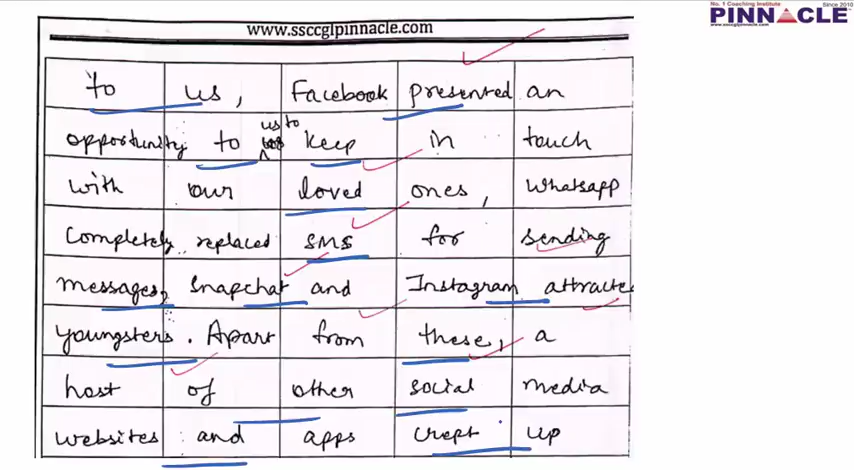 www.ssccglpinnacle.com
No. 1 Coaching Institute
Since 2010
PINNACLE
to us, Facebook presented an
us to
opportunity to keep in touch
with our loved ones, Whatsapp
completely replaced SMS for sending
messages, Snapchat and Instagram attracted
youngsters. Apart from these, a
host of other social media
websites and apps crept up